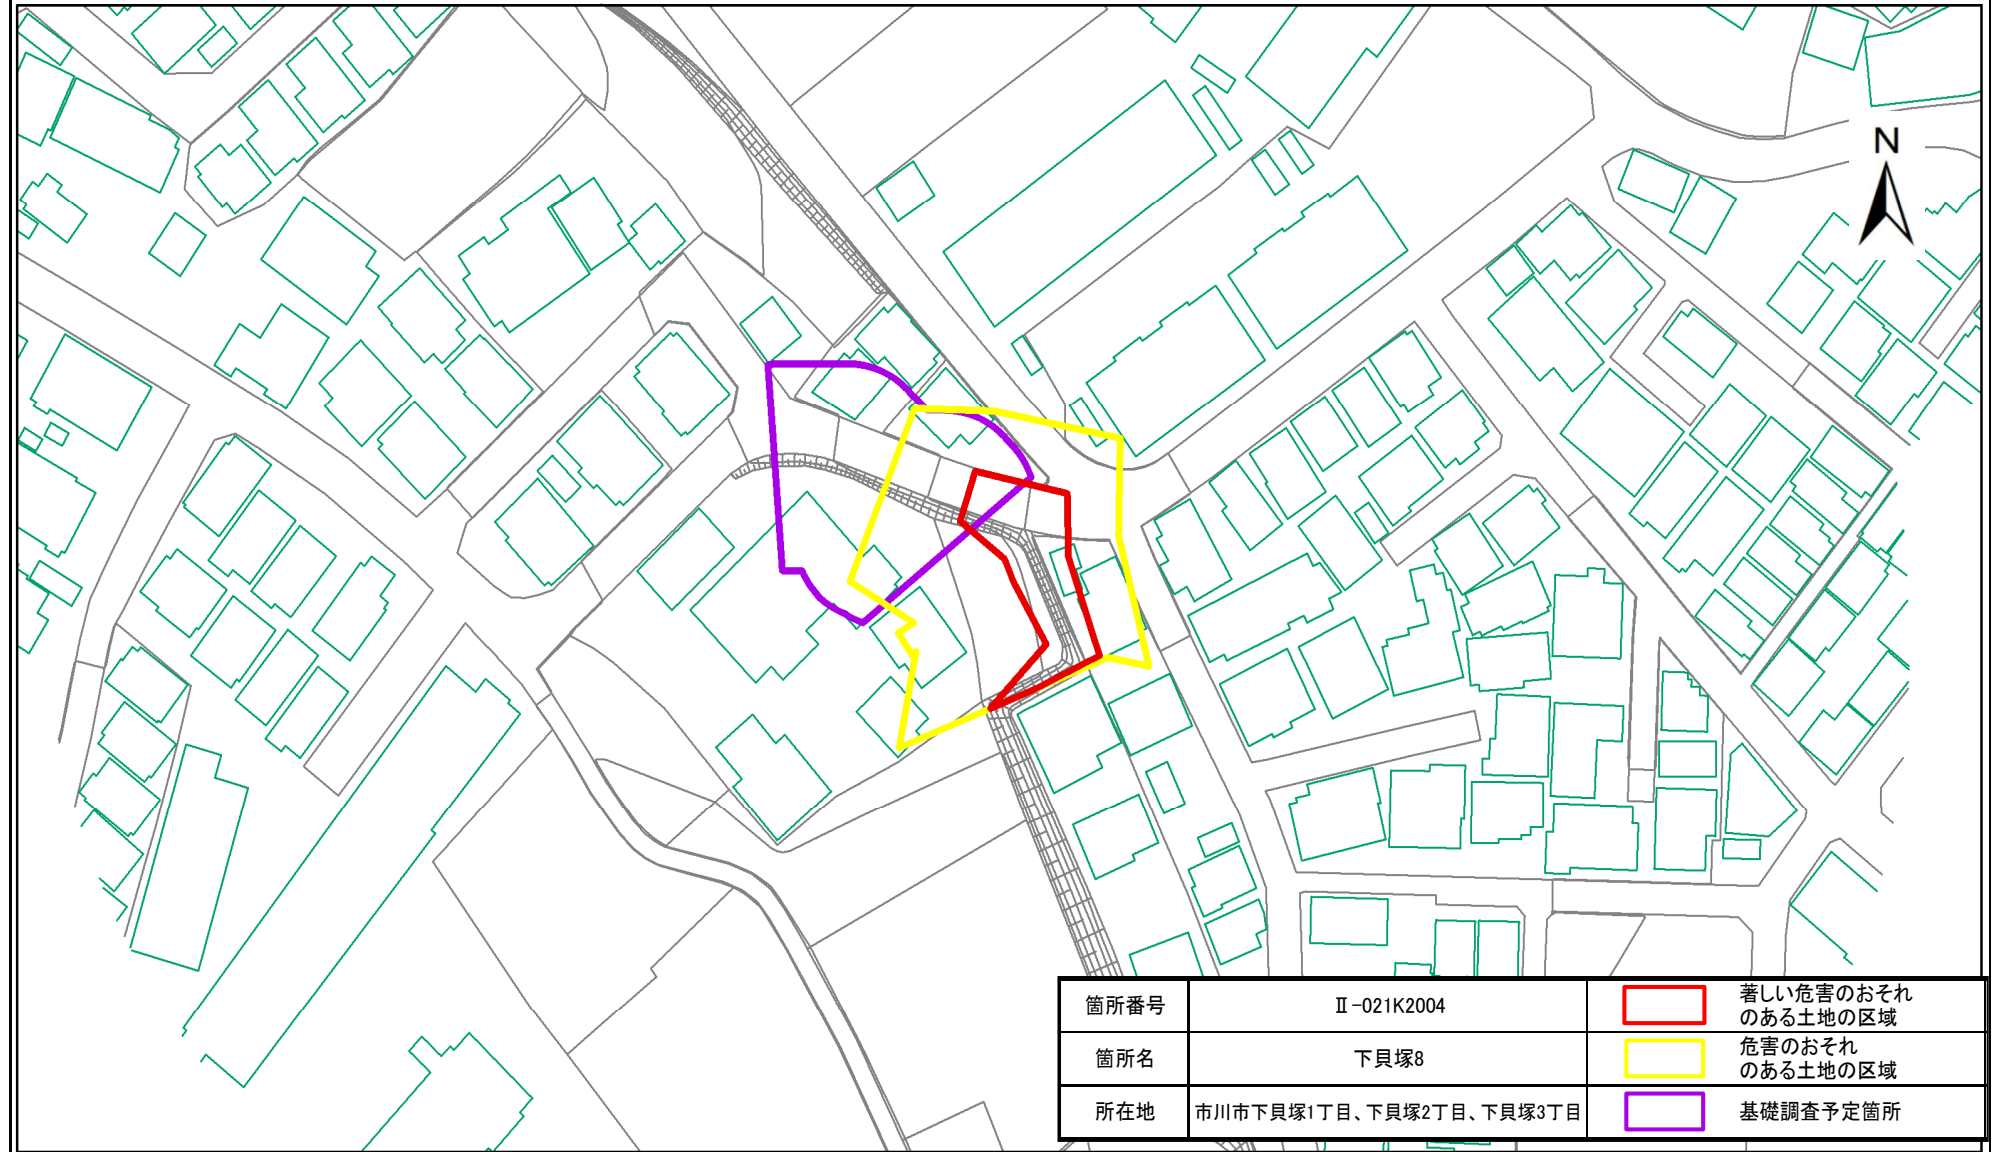 N
箇所番号
Ⅱ-021K2004
著しい危害のおそれ
のある土地の区域
箇所名
下貝塚8
危害のおそれ
のある土地の区域
所在地
市川市下貝塚1丁目、下貝塚2丁目、下貝塚3丁目
基礎調査予定箇所